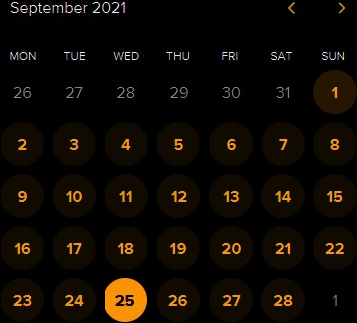 September 2021
MON TUE WED THU FRI SAT SUN
26 27 28 29 30 31 1
2 3 4 5 6 7 8
9 10 11 12 13 14 15
16 17 18 19 20 21 22
23 24 25 26 27 28 1